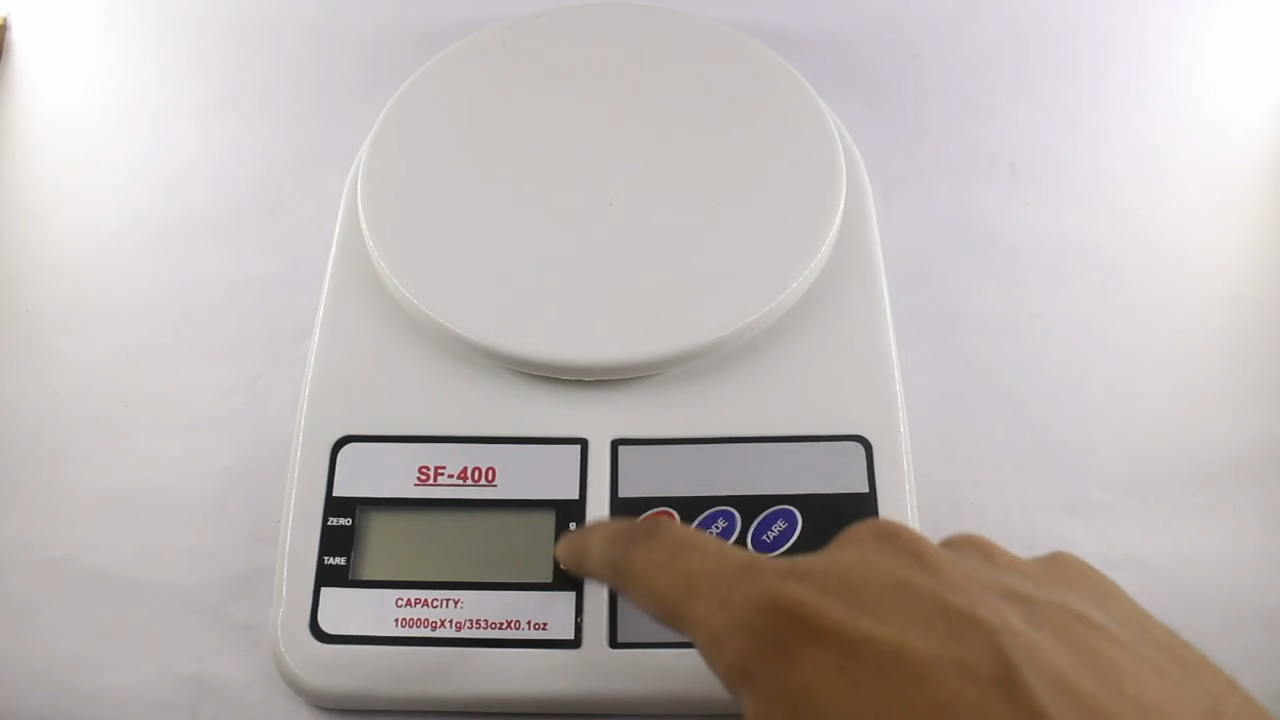 SF-400
ZERO
g
TARE
CAPACITY:
10000gX1g/353ozX0.1oz
TARE